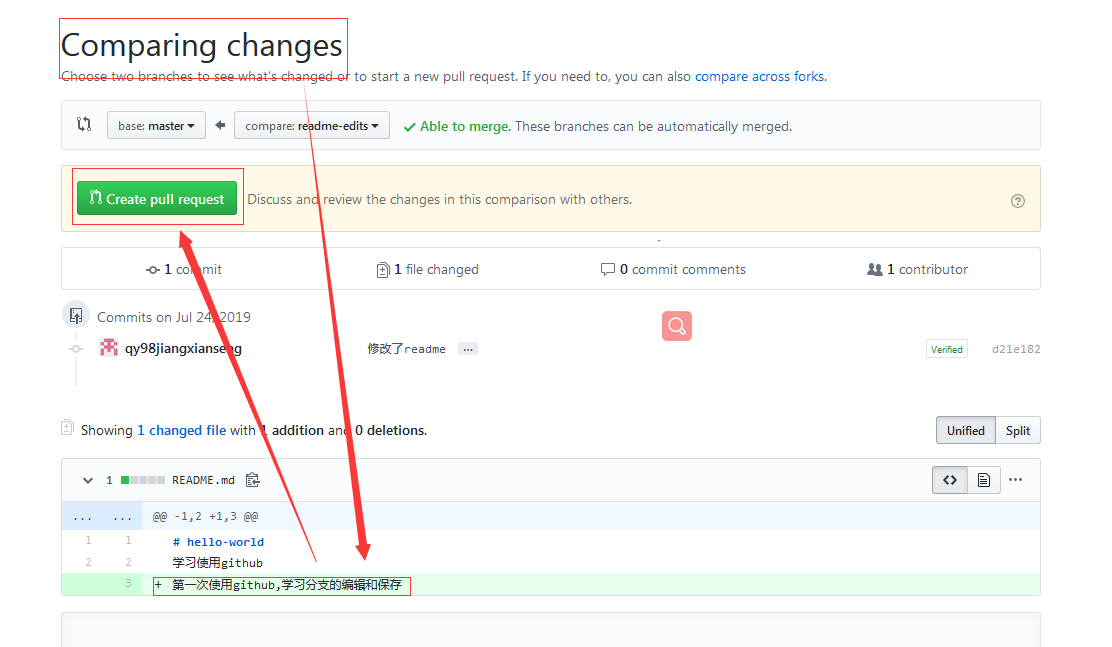 Comparing changes
Choose two branches to see what's changed or to start a new pull request. If you need to, you can also compare across forks.
base: master compare: readme-edits Able to merge. These branches can be automatically merged.
Create pull request Discuss and review the changes in this comparison with others.
1 commit 1 file changed 0 commit comments 1 contributor
Commits on Jul 24, 2019
qy98jiangxianseng 修改了readme … Verified d21e182
Showing 1 changed file with 1 addition and 0 deletions. Unified Split
1 README.md <> ...
... ... @@ -1,2 +1,3 @@
1 1 # hello-world
2 2 学习使用github
3 + 第一次使用github,学习分支的编辑和保存